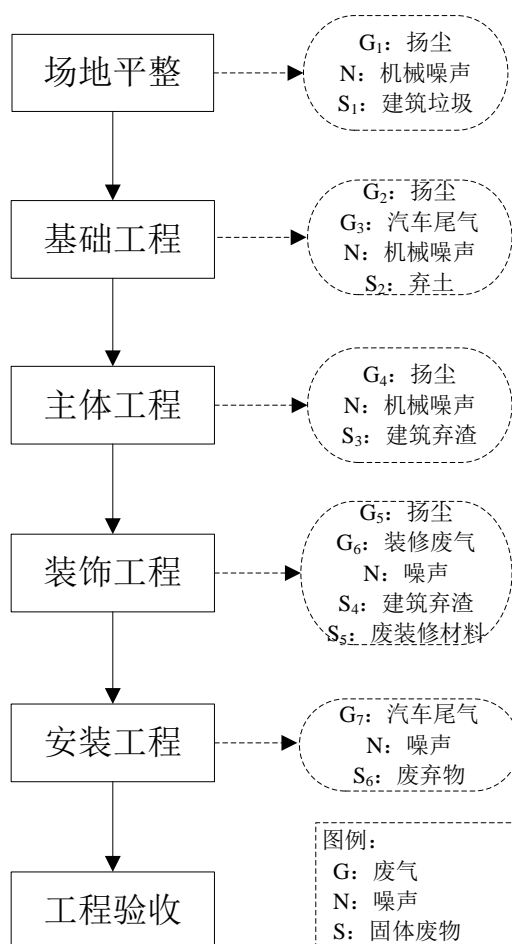 场地平整
G₁：扬尘
N：机械噪声
S₁：建筑垃圾
基础工程
G₂：扬尘
G₃：汽车尾气
N：机械噪声
S₂：弃土
主体工程
G₄：扬尘
N：机械噪声
S₃：建筑弃渣
装饰工程
G₅：扬尘
G₆：装修废气
N：噪声
S₄：建筑弃渣
S₅：废装修材料
安装工程
G₇：汽车尾气
N：噪声
S₆：废弃物
工程验收
图例：
G：废气
N：噪声
S：固体废物